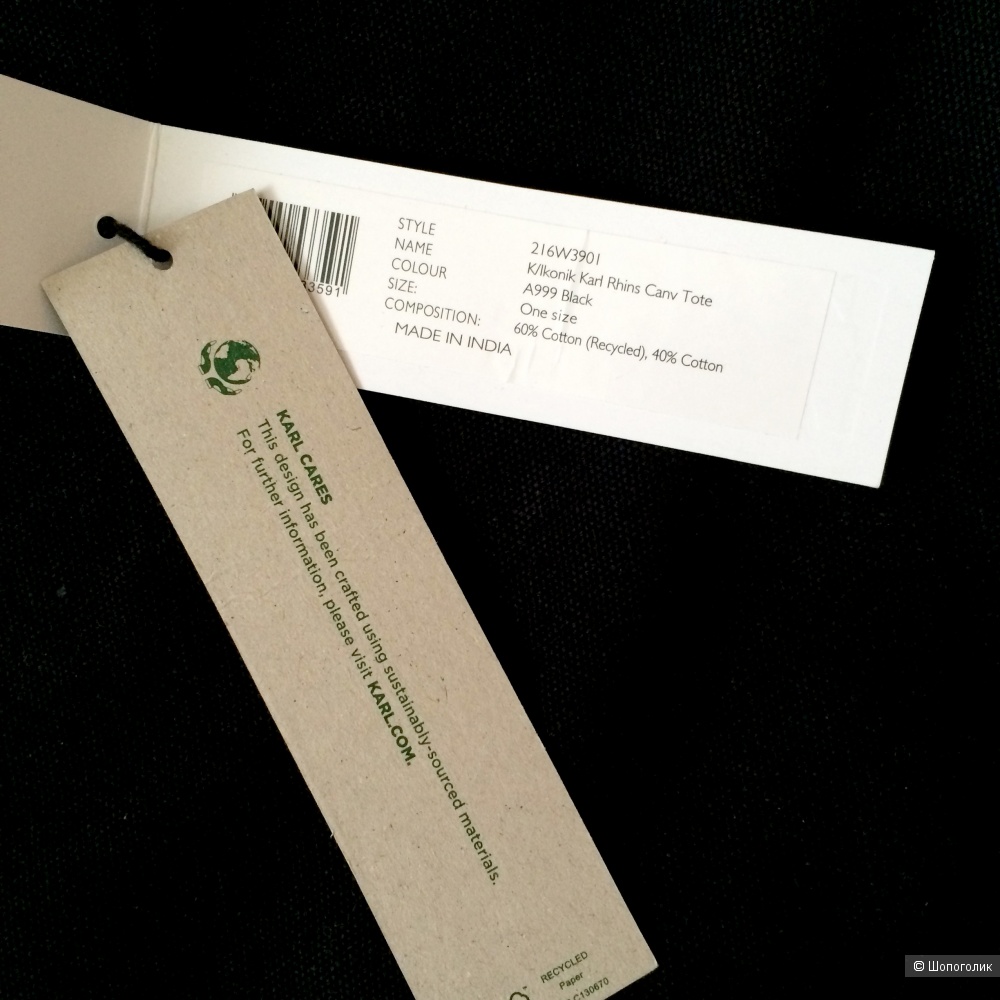 33591
STYLE 216W3901
NAME K/Ikonik Karl Rhins Canv Tote
COLOUR A999 Black
SIZE: One size
COMPOSITION: 60% Cotton (Recycled), 40% Cotton
MADE IN INDIA
KARL CARES
This design has been crafted using sustainably-sourced materials.
For further information, please visit KARL.COM.
RECYCLED
Paper
C130670
© Шопоголик